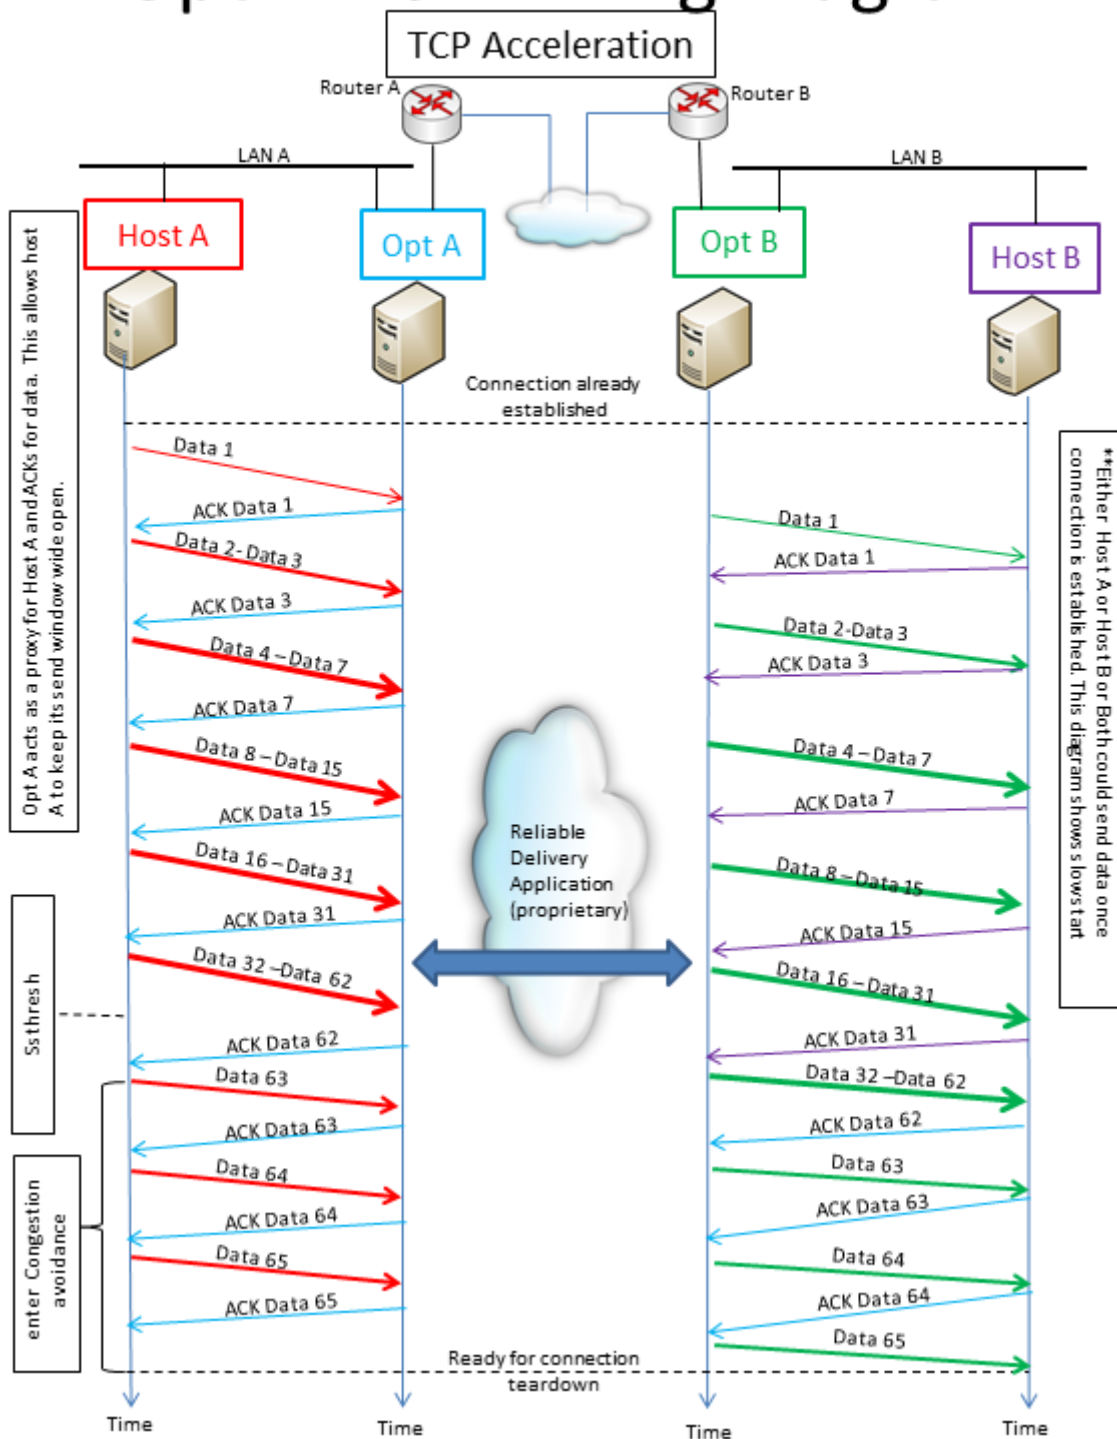 TCP Acceleration
Router A
Router B
LAN A
LAN B
Host A
Opt A
Opt B
Host B
Opt A acts as a proxy for Host A and ACKs for data. This allows host
A to keep its send window wide open.
Connection already
established
**Either Host A or Host B or Both could send data once
connection is established. This diagram shows slowstart
Data 1
ACK Data 1
Data 2- Data 3
ACK Data 3
Data 4 – Data 7
ACK Data 7
Data 8 – Data 15
ACK Data 15
Data 16 – Data 31
ACK Data 31
Data 32 –Data 62
ACK Data 62
Data 63
ACK Data 63
Data 64
ACK Data 64
Data 65
ACK Data 65
Ssthresh
enter Congestion
avoidance
Reliable
Delivery
Application
(proprietary)
Data 1
ACK Data 1
Data 2-Data 3
ACK Data 3
Data 4 – Data 7
ACK Data 7
Data 8 – Data 15
ACK Data 15
Data 16 – Data 31
ACK Data 31
Data 32 –Data 62
ACK Data 62
Data 63
ACK Data 63
Data 64
ACK Data 64
Data 65
Ready for connection
teardown
Time
Time
Time
Time